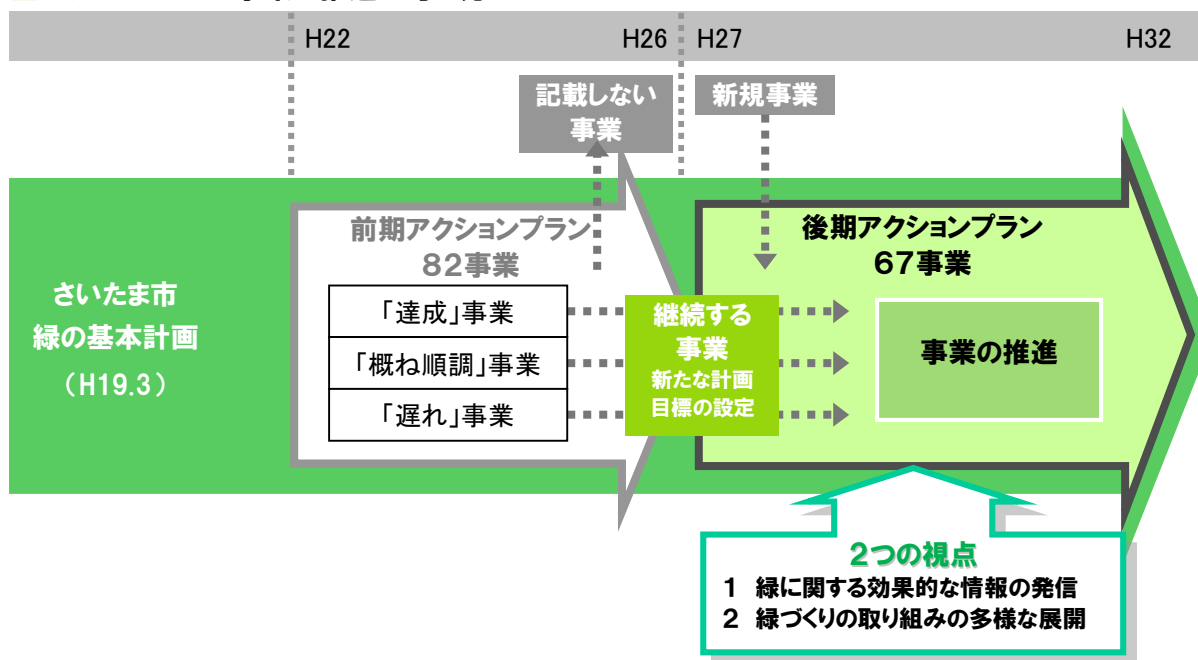 H22
H26
H27
H32
記載しない
事業
新規事業
前期アクションプラン
82事業
後期アクションプラン
67事業
さいたま市
緑の基本計画
（H19.3）
「達成」事業
「概ね順調」事業
「遅れ」事業
継続する
事業
新たな計画
目標の設定
事業の推進
2つの視点
1 緑に関する効果的な情報の発信
2 緑づくりの取り組みの多様な展開